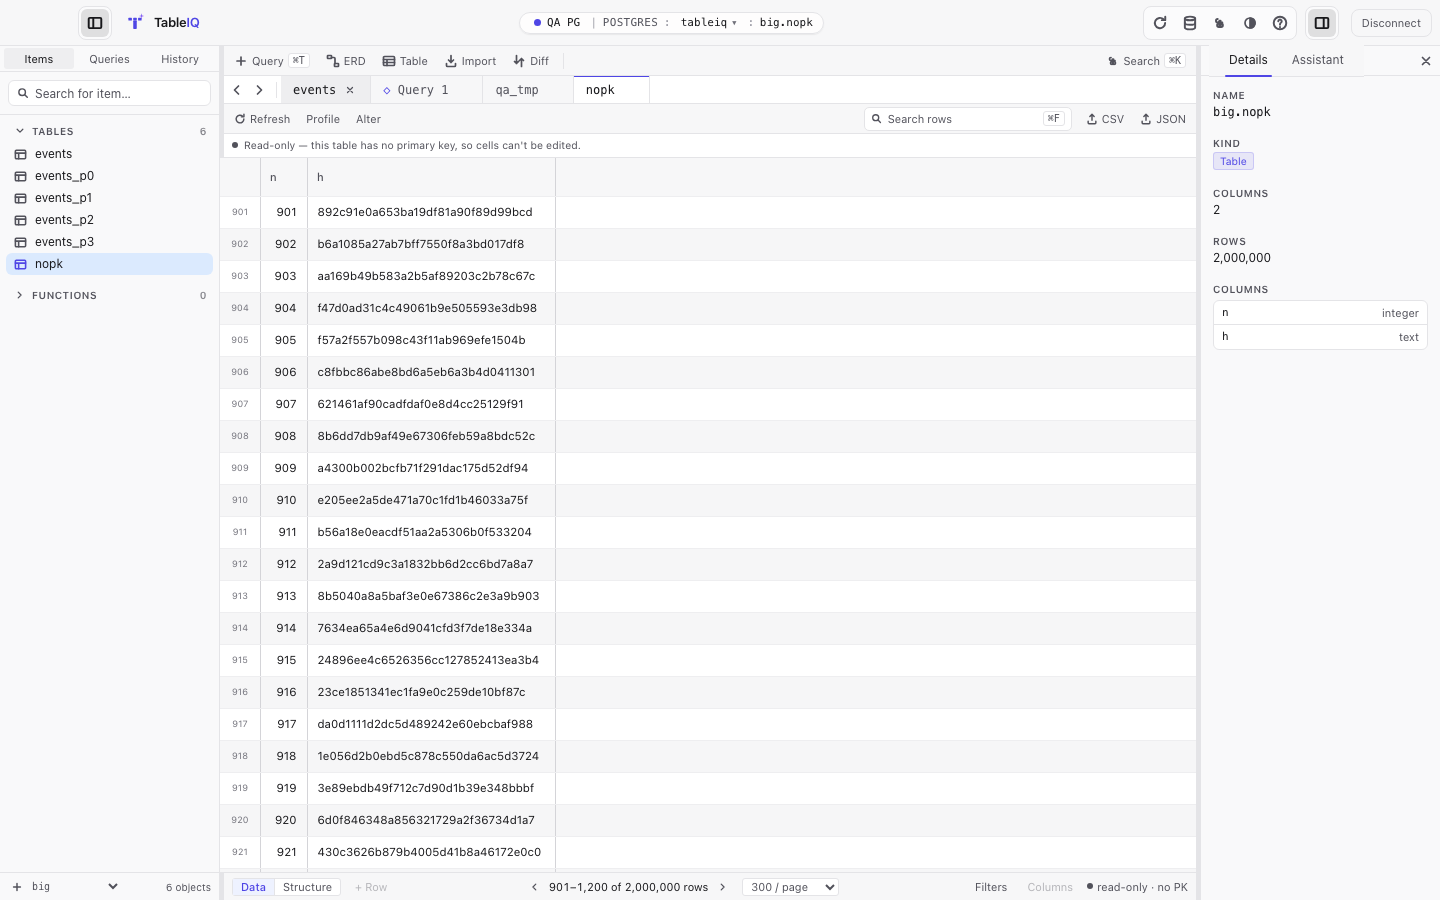 TableIQ
QA PG | POSTGRES : tableiq ▾ : big.nopk
Disconnect
Items Queries History
Search for item...
TABLES 6
events
events_p0
events_p1
events_p2
events_p3
nopk
FUNCTIONS 0
+ big 6 objects
+ Query ⌘T ERD Table Import Diff Search ⌘K
events × ◇ Query 1 qa_tmp nopk
Refresh Profile Alter Search rows ⌘F CSV JSON
Read-only — this table has no primary key, so cells can't be edited.
n h
901 901 892c91e0a653ba19df81a90f89d99bcd
902 902 b6a1085a27ab7bff7550f8a3bd017df8
903 903 aa169b49b583a2b5af89203c2b78c67c
904 904 f47d0ad31c4c49061b9e505593e3db98
905 905 f57a2f557b098c43f11ab969efe1504b
906 906 c8fbbc86abe8bd6a5eb6a3b4d0411301
907 907 621461af90cadfdaf0e8d4cc25129f91
908 908 8b6dd7db9af49e67306feb59a8bdc52c
909 909 a4300b002bcfb71f291dac175d52df94
910 910 e205ee2a5de471a70c1fd1b46033a75f
911 911 b56a18e0eacdf51aa2a5306b0f533204
912 912 2a9d121cd9c3a1832bb6d2cc6bd7a8a7
913 913 8b5040a8a5baf3e0e67386c2e3a9b903
914 914 7634ea65a4e6d9041cfd3f7de18e334a
915 915 24896ee4c6526356cc127852413ea3b4
916 916 23ce1851341ec1fa9e0c259de10bf87c
917 917 da0d1111d2dc5d489242e60ebcbaf988
918 918 1e056d2b0ebd5c878c550da6ac5d3724
919 919 3e89ebdb49f712c7d90d1b39e348bbbf
920 920 6d0f846348a856321729a2f36734d1a7
921 921 430c3626b879b4005d41b8a46172e0c0
Data Structure + Row 901–1,200 of 2,000,000 rows 300 / page Filters Columns read-only · no PK
Details Assistant
NAME
big.nopk
KIND
Table
COLUMNS
2
ROWS
2,000,000
COLUMNS
n integer
h text